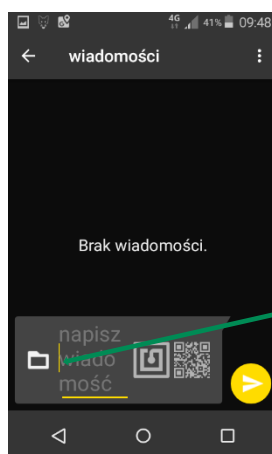 4G 41% 09:48
wiadomości
Brak wiadomości.
napisz
wiado
mość